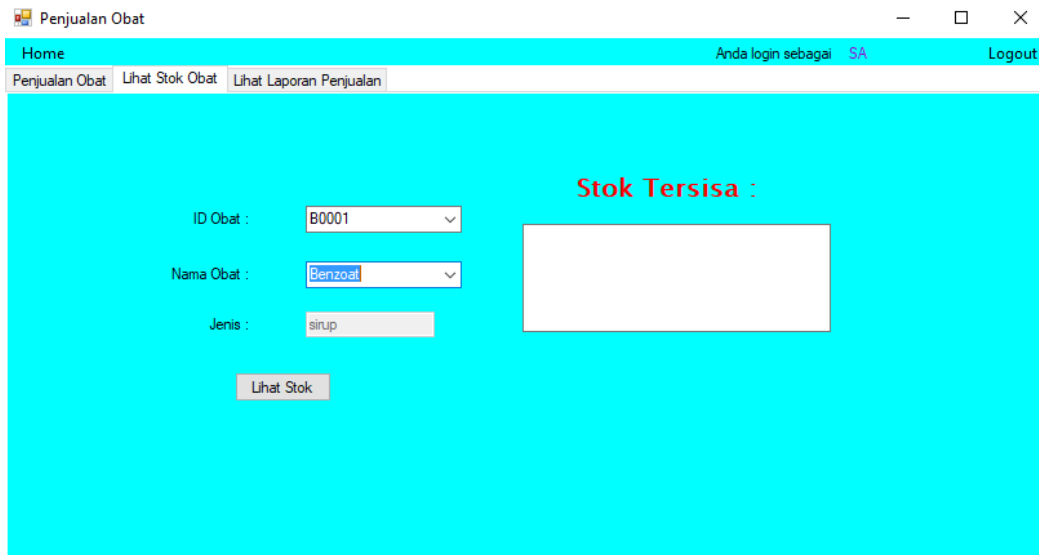 Penjualan Obat
Home Anda login sebagai SA Logout
Penjualan Obat Lihat Stok Obat Lihat Laporan Penjualan
Stok Tersisa :
ID Obat : B0001
Nama Obat : Benzoat
Jenis : sirup
Lihat Stok